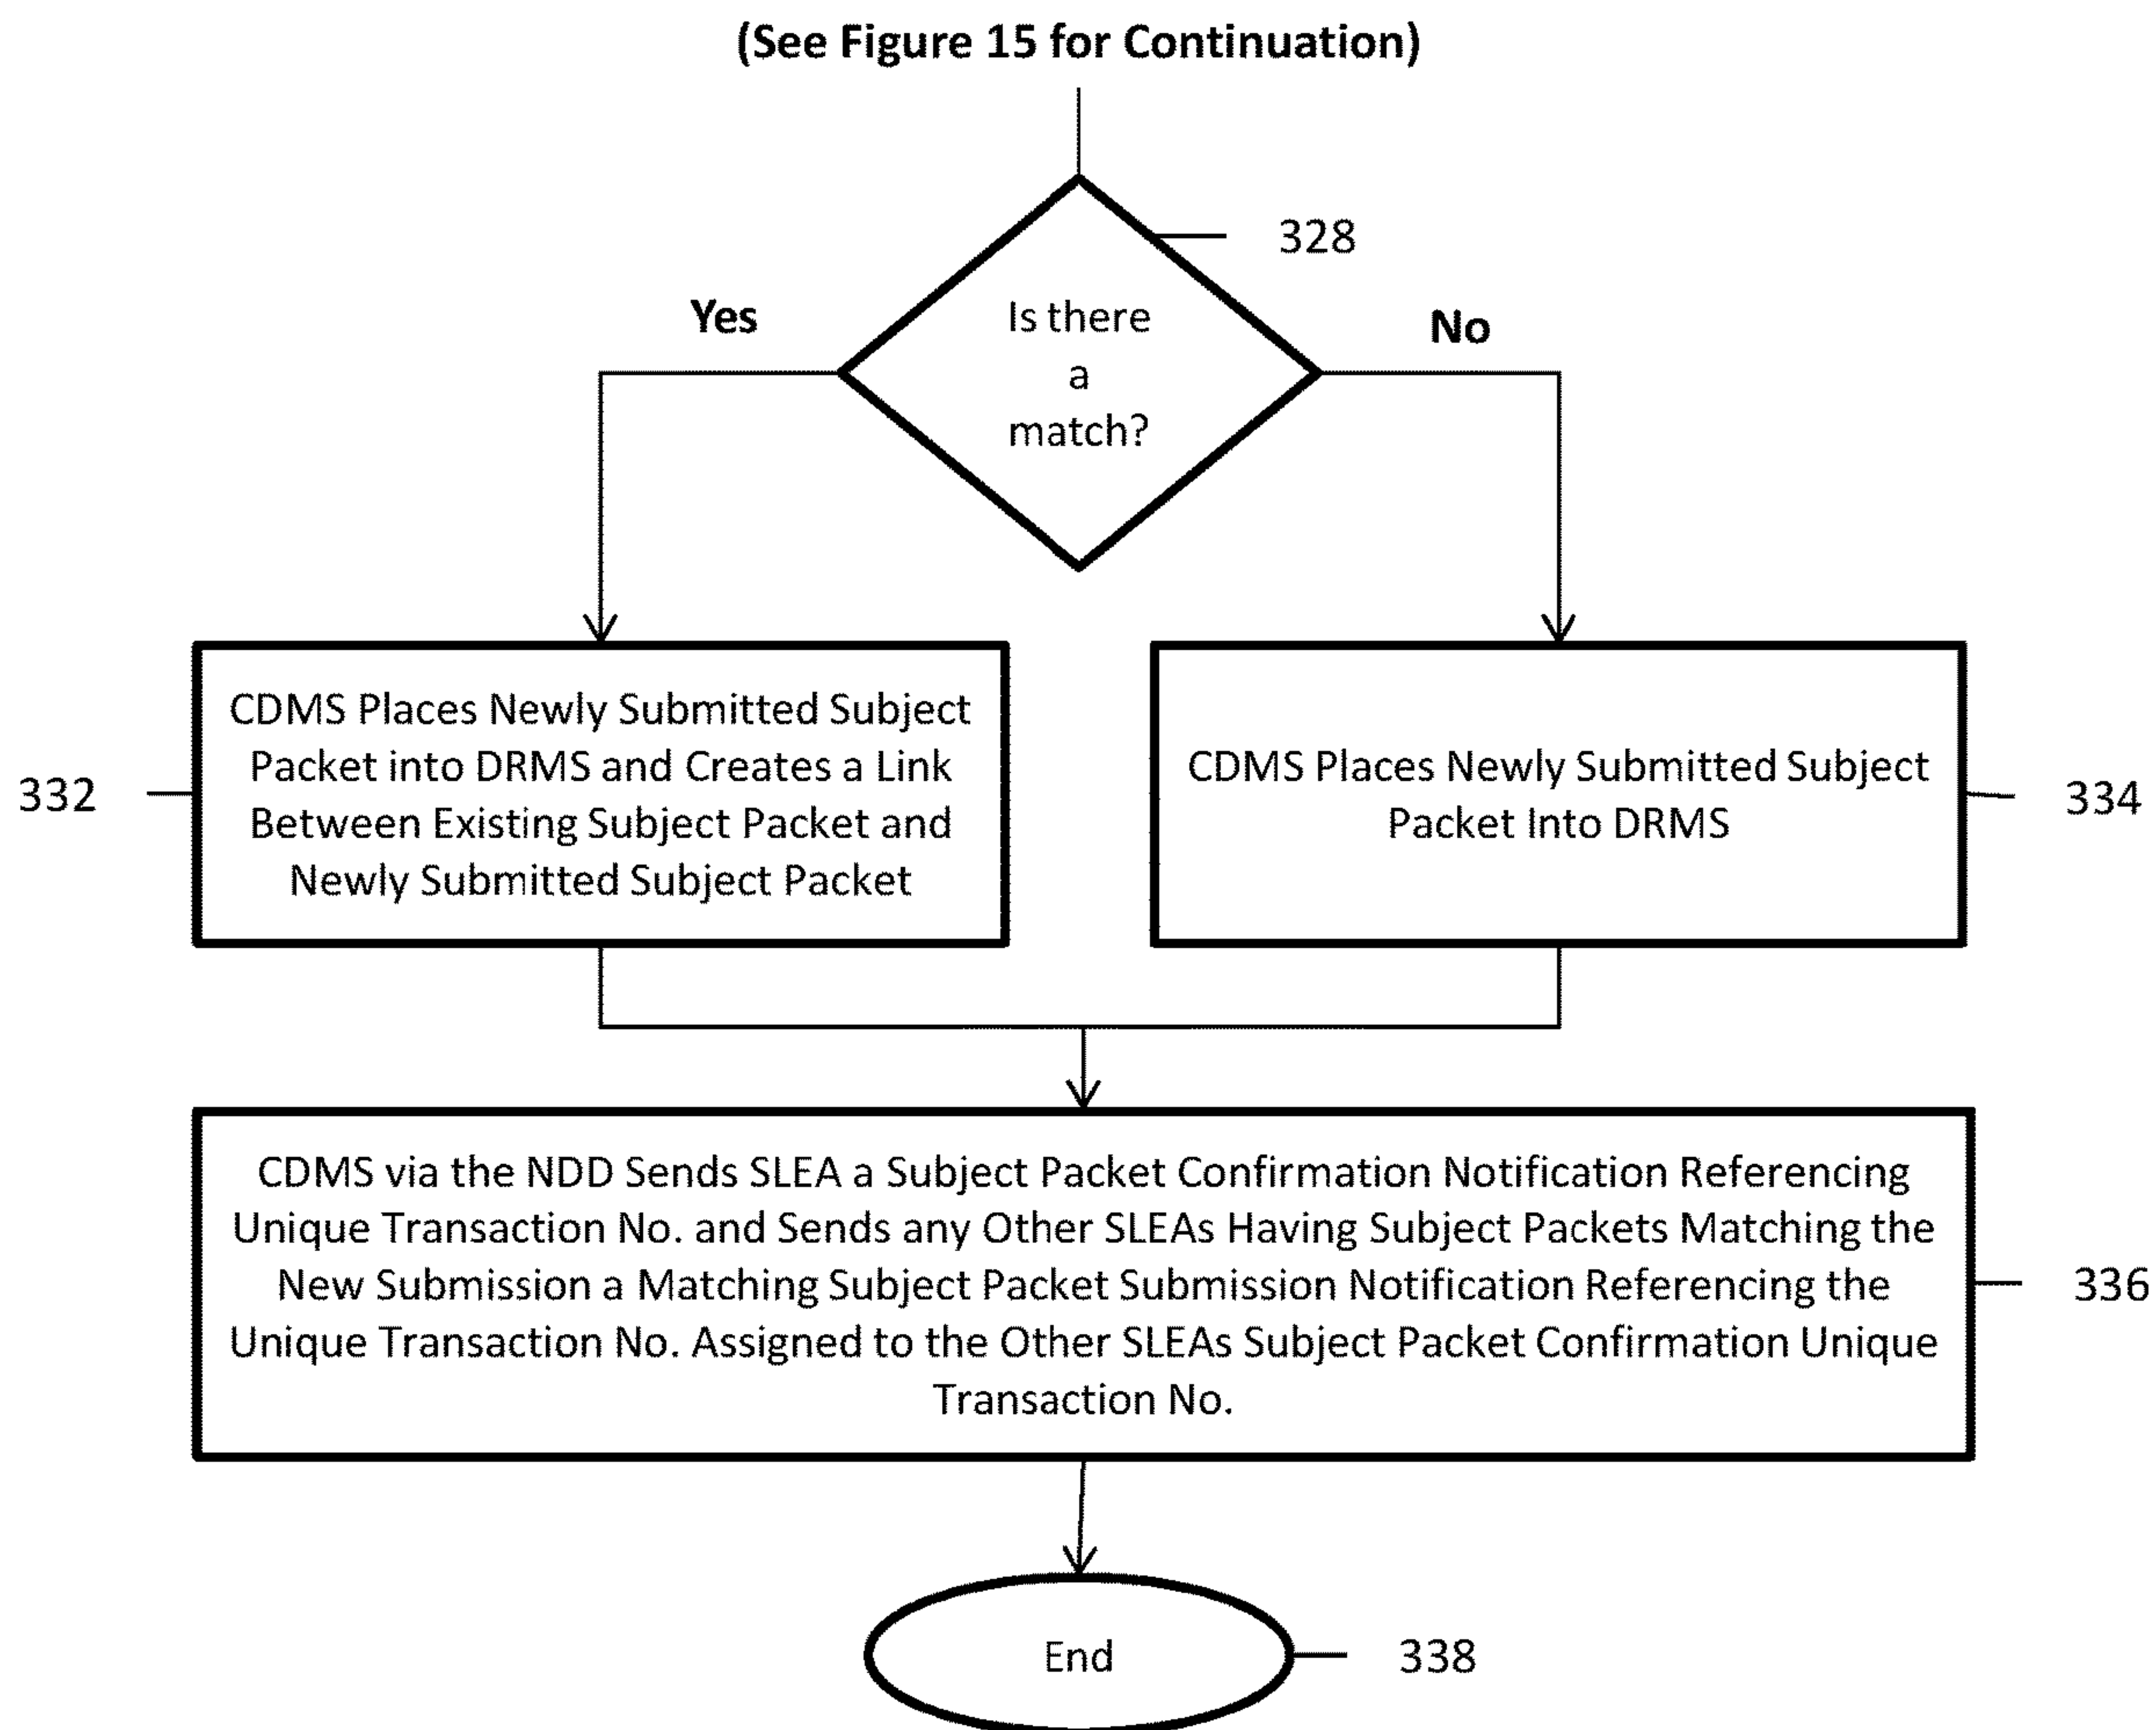 (See Figure 15 for Continuation)
328
Yes
No
Is there
a
match?
CDMS Places Newly Submitted Subject
Packet into DRMS and Creates a Link
Between Existing Subject Packet and
Newly Submitted Subject Packet
332
CDMS Places Newly Submitted Subject
Packet Into DRMS
334
CDMS via the NDD Sends SLEA a Subject Packet Confirmation Notification Referencing
Unique Transaction No. and Sends any Other SLEAs Having Subject Packets Matching the
New Submission a Matching Subject Packet Submission Notification Referencing the
Unique Transaction No. Assigned to the Other SLEAs Subject Packet Confirmation Unique
Transaction No.
336
End
338